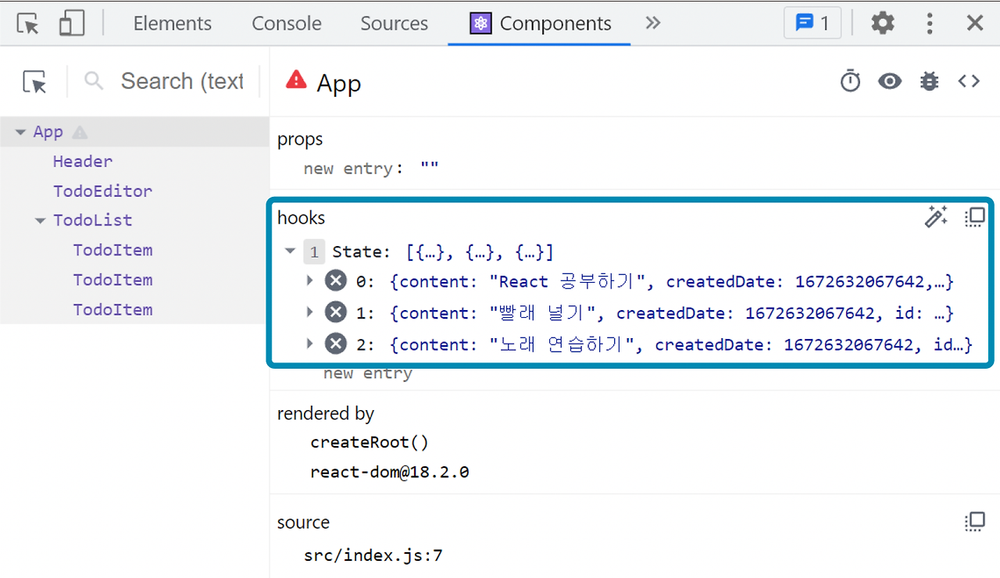 Elements Console Sources Components 1
Search (text
App
App
Header
TodoEditor
TodoList
TodoItem
TodoItem
TodoItem
props
new entry: ""
hooks
1 State: [{…}, {…}, {…}]
0: {content: "React 공부하기", createdDate: 1672632067642,…}
1: {content: "빨래 널기", createdDate: 1672632067642, id: …}
2: {content: "노래 연습하기", createdDate: 1672632067642, id…}
new entry
rendered by
createRoot()
react-dom@18.2.0
source
src/index.js:7